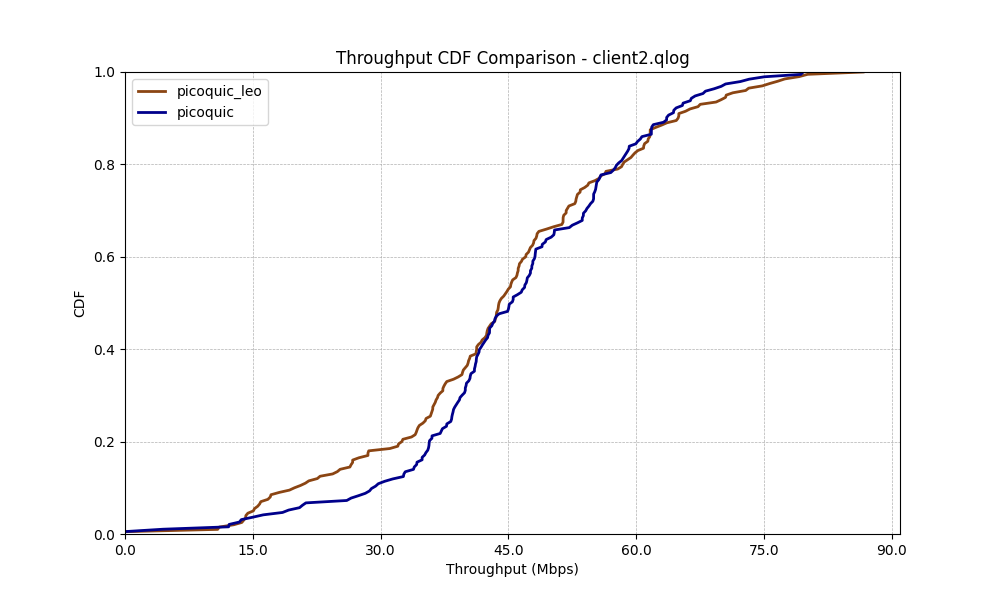 Throughput CDF Comparison - client2.qlog
picoquic_leo
picoquic
1.0
0.8
0.6
0.4
0.2
0.0
CDF
0.0 15.0 30.0 45.0 60.0 75.0 90.0
Throughput (Mbps)